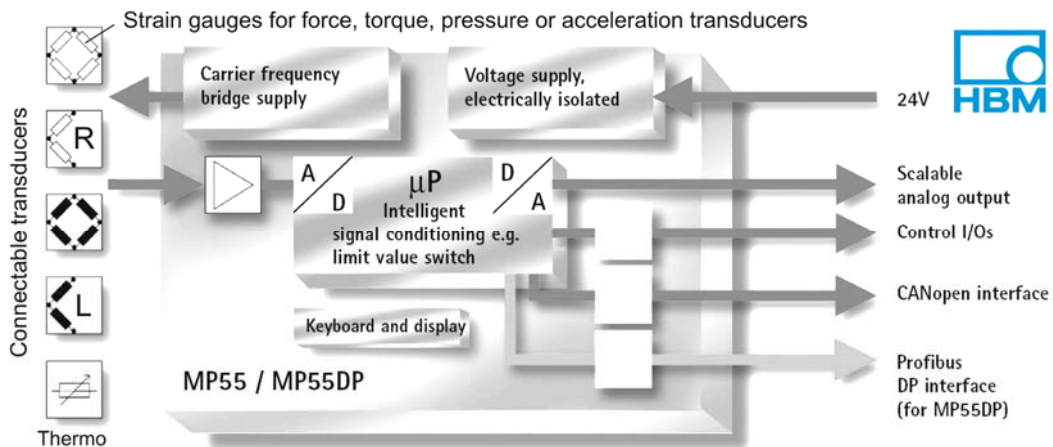 Strain gauges for force, torque, pressure or acceleration transducers
Connectable transducers
R
L
Thermo
Carrier frequency
bridge supply
Voltage supply,
electrically isolated
24V
HBM
A
D
µP
Intelligent
signal conditioning e.g.
limit value switch
D
A
Scalable
analog output
Control I/Os
CANopen interface
Keyboard and display
MP55 / MP55DP
Profibus
DP interface
(for MP55DP)